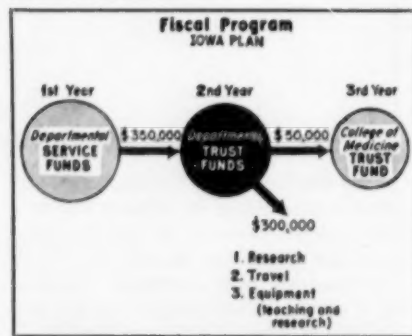 Fiscal Program
IOWA PLAN
1st Year
2nd Year
3rd Year
Departmental
SERVICE
FUNDS
$350,000
Departmental
TRUST
FUNDS
$50,000
College of
Medicine
TRUST
FUND
$300,000
1. Research
2. Travel
3. Equipment
(teaching and
research)